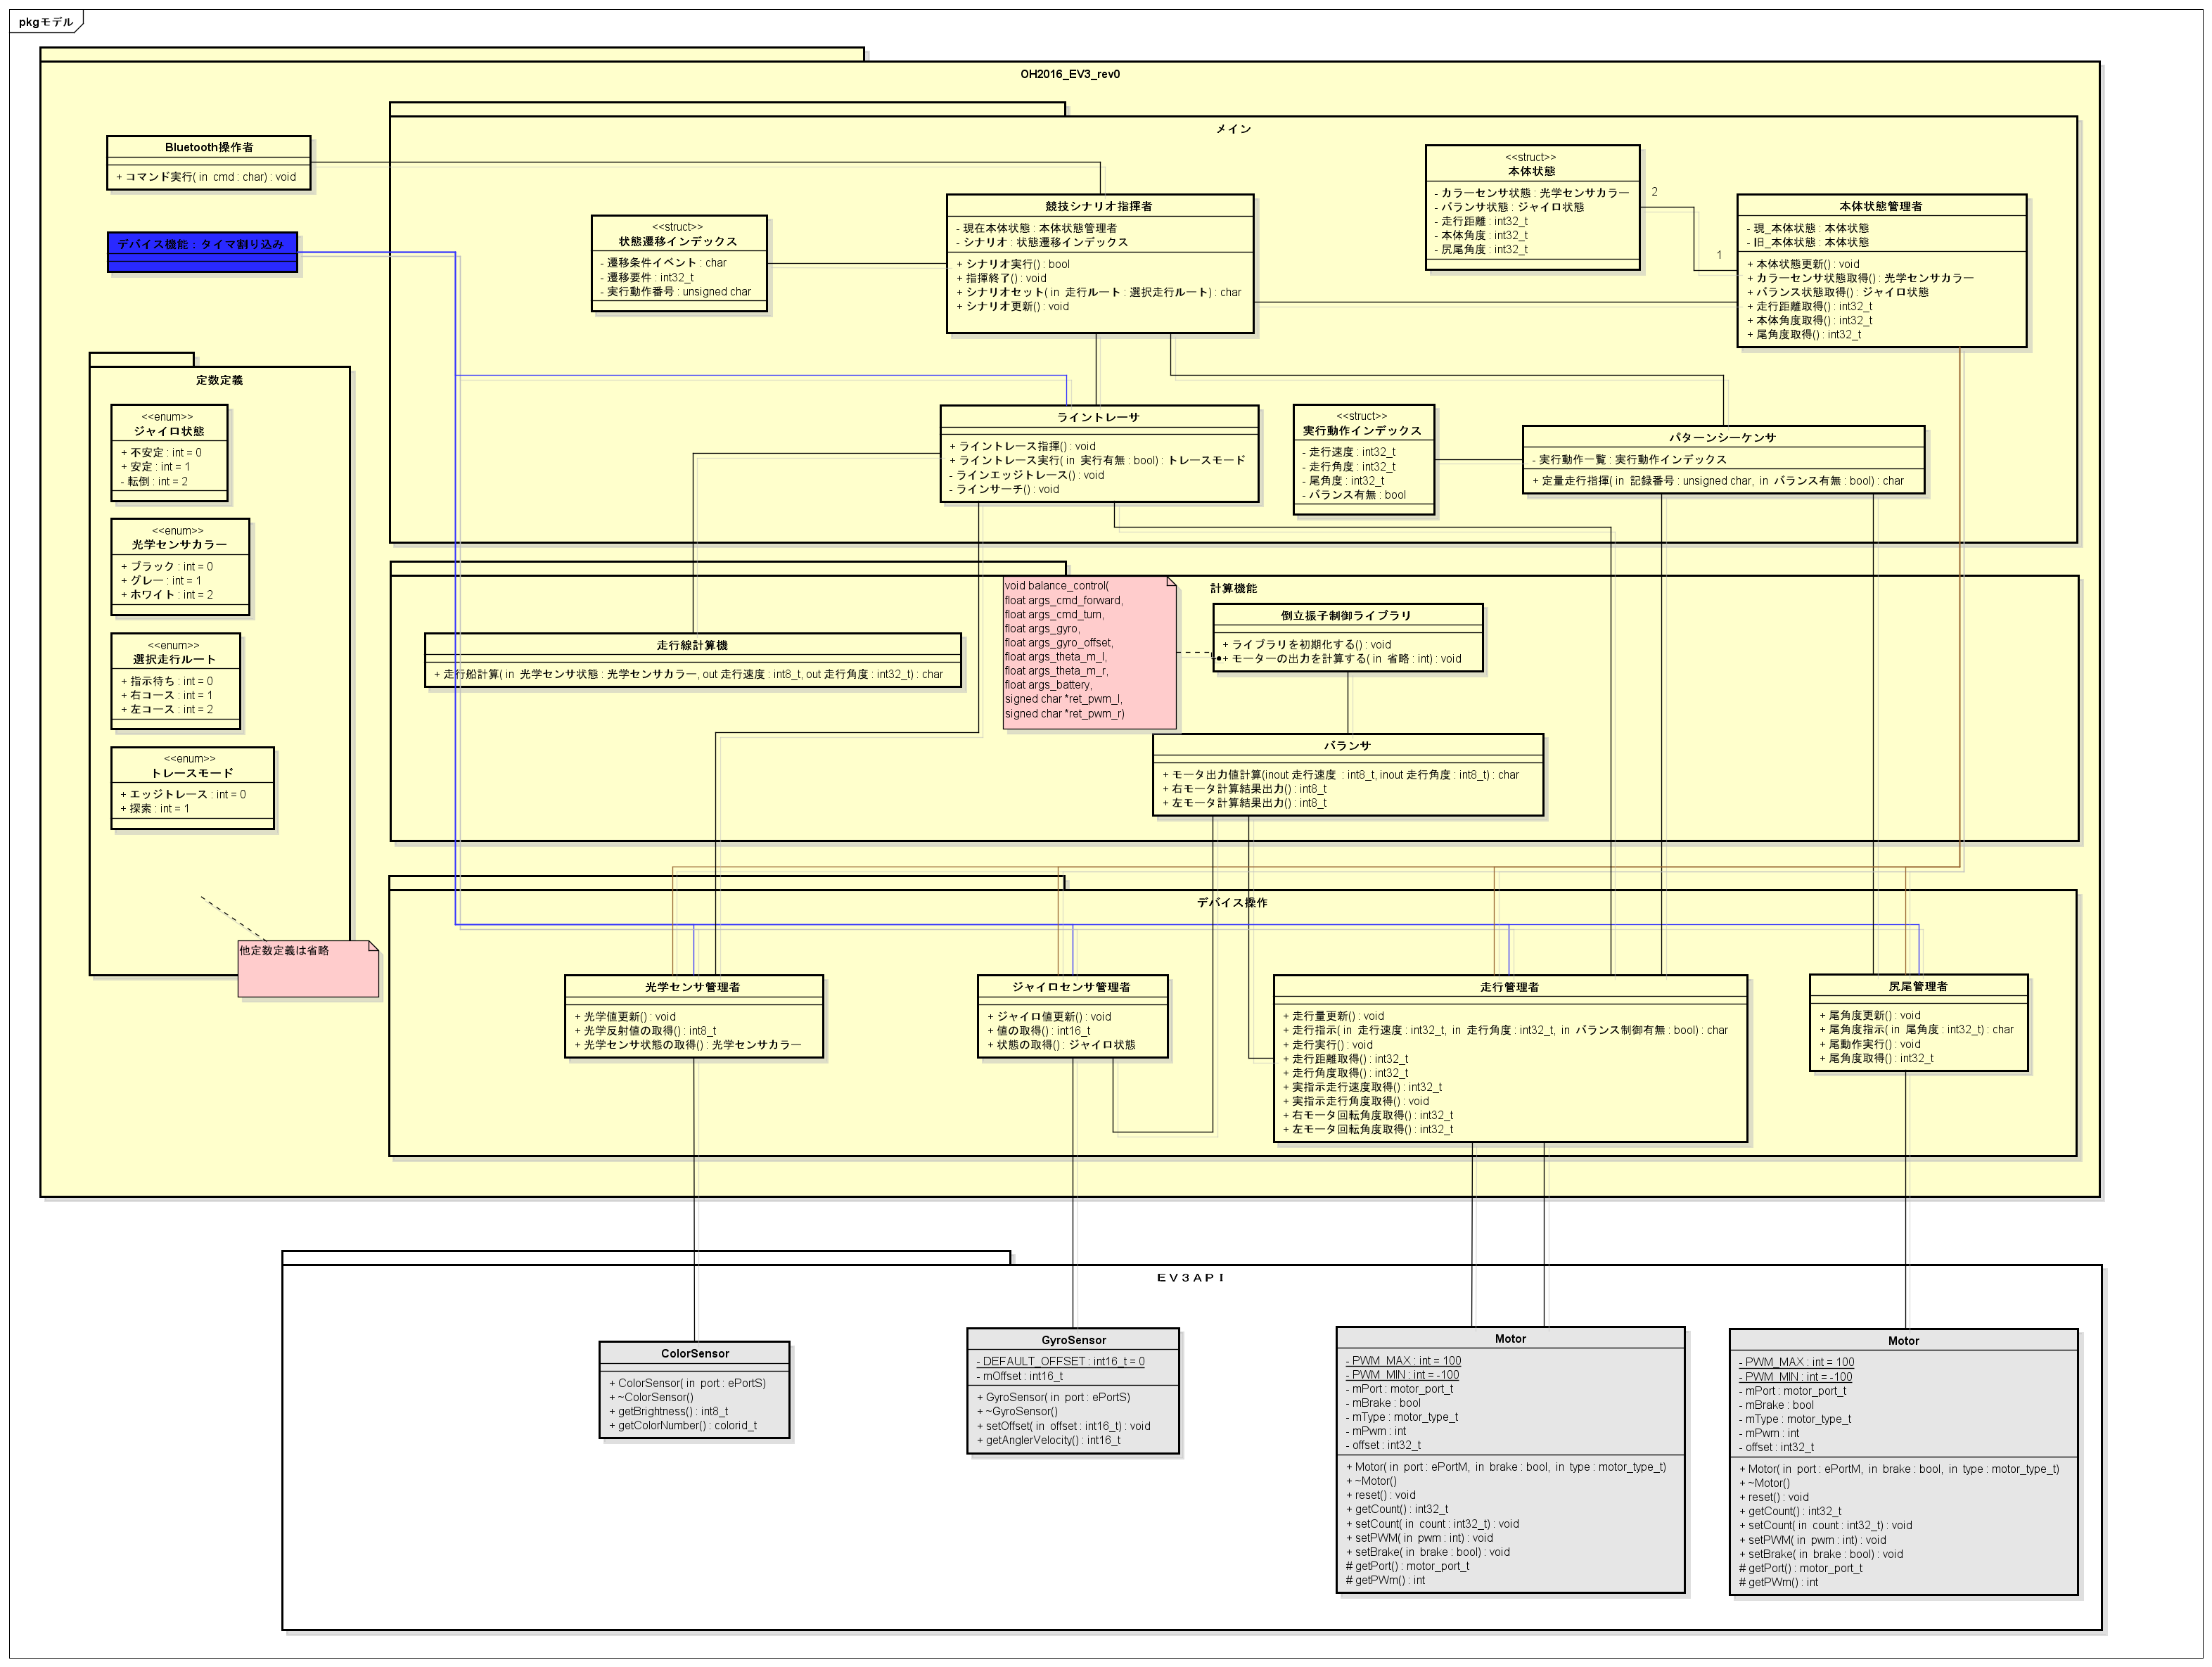 pkgモデル
OH2016_EV3_rev0
メイン
Bluetooth操作者
+ コマンド実行( in cmd : char) : void
デバイス機能：タイマ割り込み
<<struct>>
状態遷移インデックス
- 遷移条件イベント : char
- 遷移要件 : int32_t
- 実行動作番号 : unsigned char
競技シナリオ指揮者
- 現在本体状態 : 本体状態管理者
- シナリオ : 状態遷移インデックス
+ シナリオ実行() : bool
+ 指揮終了() : void
+ シナリオセット( in 走行ルート : 選択走行ルート) : char
+ シナリオ更新() : void
<<struct>>
本体状態
- カラーセンサ状態 : 光学センサカラー
- バランサ状態 : ジャイロ状態
- 走行距離 : int32_t
- 本体角度 : int32_t
- 尻尾角度 : int32_t
2
1
本体状態管理者
- 現_本体状態 : 本体状態
- 旧_本体状態 : 本体状態
+ 本体状態更新() : void
+ カラーセンサ状態取得() : 光学センサカラー
+ バランス状態取得() : ジャイロ状態
+ 走行距離取得() : int32_t
+ 本体角度取得() : int32_t
+ 尾角度取得() : int32_t
ライントレーサ
+ ライントレース指揮() : void
+ ライントレース実行( in 実行有無 : bool) : トレースモード
- ラインエッジトレース() : void
- ラインサーチ() : void
<<struct>>
実行動作インデックス
- 走行速度 : int32_t
- 走行角度 : int32_t
- 尾角度 : int32_t
- バランス有無 : bool
パターンシーケンサ
- 実行動作一覧 : 実行動作インデックス
+ 定量走行指揮( in 記録番号 : unsigned char, in バランス有無 : bool) : char
定数定義
<<enum>>
ジャイロ状態
+ 不安定 : int = 0
+ 安定 : int = 1
- 転倒 : int = 2
<<enum>>
光学センサカラー
+ ブラック : int = 0
+ グレー : int = 1
+ ホワイト : int = 2
<<enum>>
選択走行ルート
+ 指示待ち : int = 0
+ 右コース : int = 1
+ 左コース : int = 2
<<enum>>
トレースモード
+ エッジトレース : int = 0
+ 探索 : int = 1
他定数定義は省略
計算機能
void balance_control(
float args_cmd_forward,
float args_cmd_turn,
float args_gyro,
float args_gyro_offset,
float args_theta_m_l,
float args_theta_m_r,
float args_battery,
signed char *ret_pwm_l,
signed char *ret_pwm_r)
倒立振子制御ライブラリ
+ ライブラリを初期化する() : void
+ モーターの出力を計算する( in 省略 : int) : void
走行線計算機
+ 走行船計算( in 光学センサ状態 : 光学センサカラー, out 走行速度 : int8_t, out 走行角度 : int32_t) : char
バランサ
+ モータ出力値計算(inout 走行速度 : int8_t, inout 走行角度 : int8_t) : char
+ 右モータ計算結果出力() : int8_t
+ 左モータ計算結果出力() : int8_t
デバイス操作
光学センサ管理者
+ 光学値更新() : void
+ 光学反射値の取得() : int8_t
+ 光学センサ状態の取得() : 光学センサカラー
ジャイロセンサ管理者
+ ジャイロ値更新() : void
+ 値の取得() : int16_t
+ 状態の取得() : ジャイロ状態
走行管理者
+ 走行量更新() : void
+ 走行指示( in 走行速度 : int32_t, in 走行角度 : int32_t, in バランス制御有無 : bool) : char
+ 走行実行() : void
+ 走行距離取得() : int32_t
+ 走行角度取得() : int32_t
+ 実指示走行速度取得() : int32_t
+ 実指示走行角度取得() : void
+ 右モータ回転角度取得() : int32_t
+ 左モータ回転角度取得() : int32_t
尻尾管理者
+ 尾角度更新() : void
+ 尾角度指示( in 尾角度 : int32_t) : char
+ 尾動作実行() : void
+ 尾角度取得() : int32_t
ＥＶ３ＡＰＩ
ColorSensor
+ ColorSensor( in port : ePortS)
+ ~ColorSensor()
+ getBrightness() : int8_t
+ getColorNumber() : colorid_t
GyroSensor
- DEFAULT_OFFSET : int16_t = 0
- mOffset : int16_t
+ GyroSensor( in port : ePortS)
+ ~GyroSensor()
+ setOffset( in offset : int16_t) : void
+ getAnglerVelocity() : int16_t
Motor
- PWM_MAX : int = 100
- PWM_MIN : int = -100
- mPort : motor_port_t
- mBrake : bool
- mType : motor_type_t
- mPwm : int
- offset : int32_t
+ Motor( in port : ePortM, in brake : bool, in type : motor_type_t)
+ ~Motor()
+ reset() : void
+ getCount() : int32_t
+ setCount( in count : int32_t) : void
+ setPWM( in pwm : int) : void
+ setBrake( in brake : bool) : void
# getPort() : motor_port_t
# getPWm() : int
Motor
- PWM_MAX : int = 100
- PWM_MIN : int = -100
- mPort : motor_port_t
- mBrake : bool
- mType : motor_type_t
- mPwm : int
- offset : int32_t
+ Motor( in port : ePortM, in brake : bool, in type : motor_type_t)
+ ~Motor()
+ reset() : void
+ getCount() : int32_t
+ setCount( in count : int32_t) : void
+ setPWM( in pwm : int) : void
+ setBrake( in brake : bool) : void
# getPort() : motor_port_t
# getPWm() : int